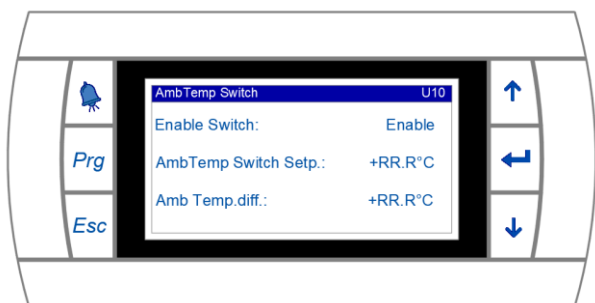 AmbTemp Switch U10
Enable Switch: Enable
Prg
AmbTemp Switch Setp.: +RR.R°C
Amb Temp.diff.: +RR.R°C
Esc